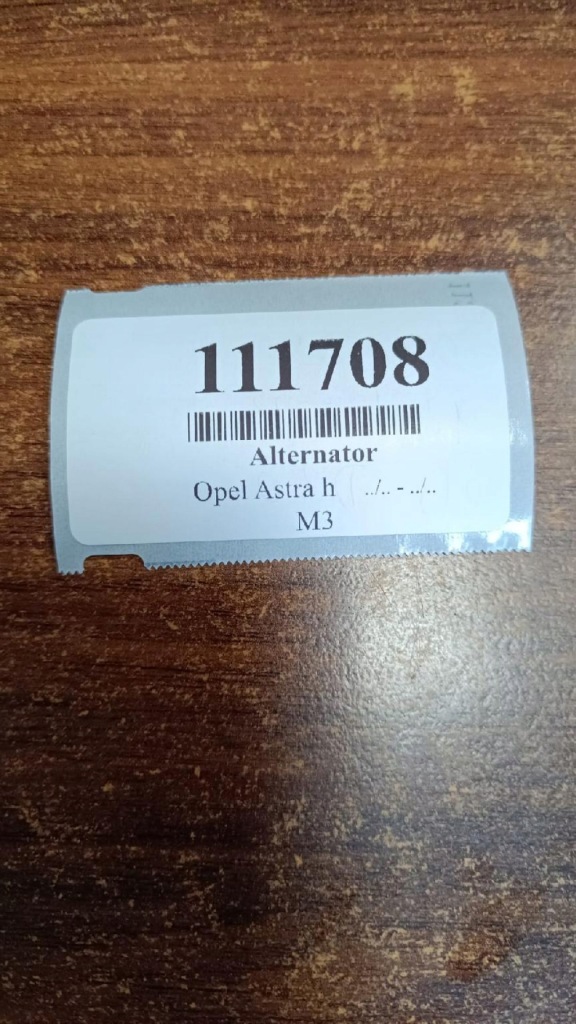 111708
Alternator
Opel Astra h ../.. - ../..
M3